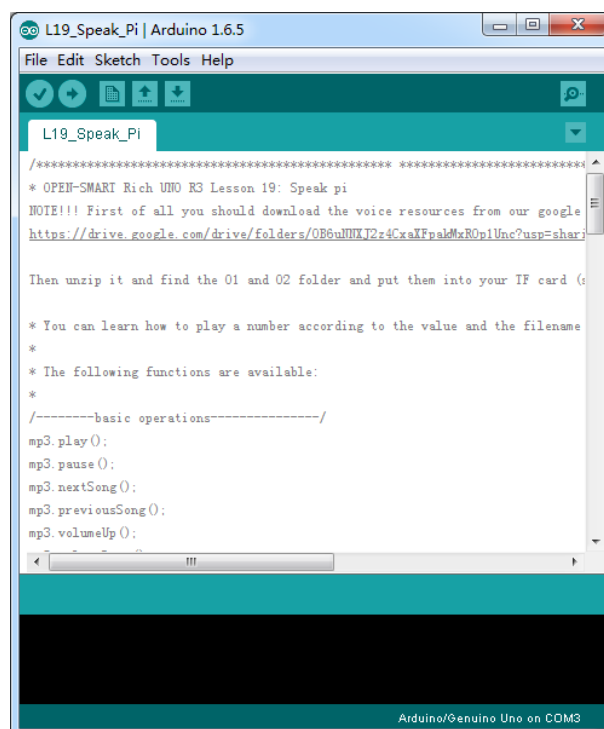 L19_Speak_Pi | Arduino 1.6.5
File Edit Sketch Tools Help
L19_Speak_Pi
/************************************************* **************************
* OPEN-SMART Rich UNO R3 Lesson 19: Speak pi
NOTE!!! First of all you should download the voice resources from our google
https://drive.google.com/drive/folders/0B6uNNXJ2z4CxaXFpakMxROp1Unc?usp=shari
Then unzip it and find the 01 and 02 folder and put them into your TF card (
* You can learn how to play a number according to the value and the filename
*
* The following functions are available:
*
/--------basic operations---------------/
mp3.play();
mp3.pause();
mp3.nextSong();
mp3.previousSong();
mp3.volumeUp();
Arduino/Genuino Uno on COM3